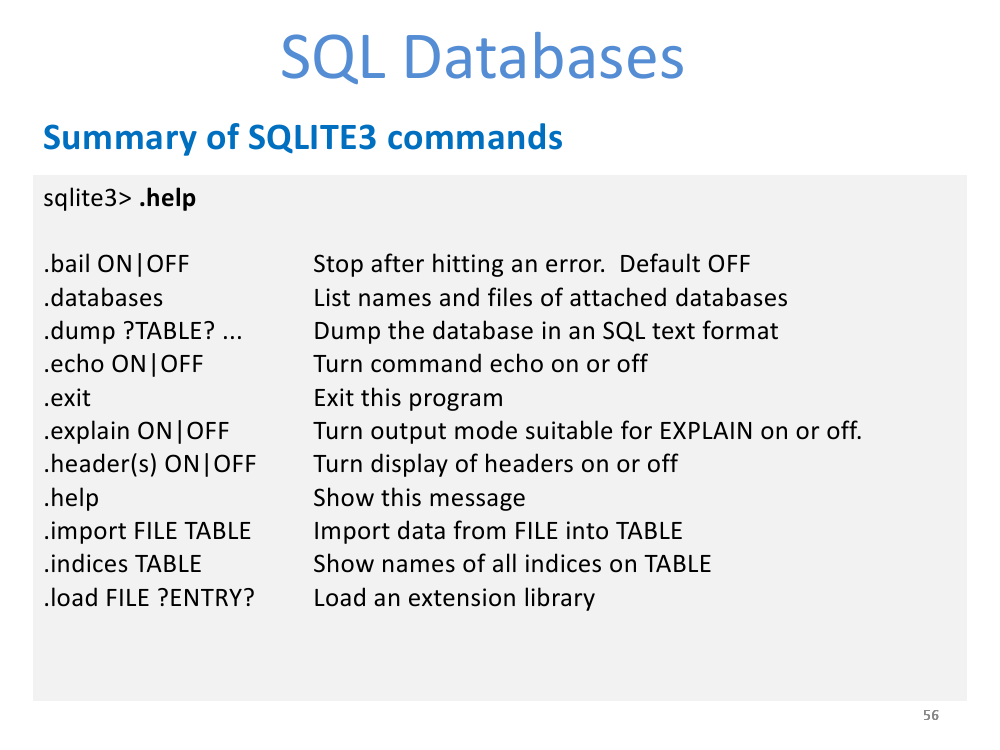 SQL Databases
Summary of SQLITE3 commands
sqlite3> .help
.bail ON|OFF Stop after hitting an error.  Default OFF
.databases List names and files of attached databases
.dump ?TABLE? ... Dump the database in an SQL text format
.echo ON|OFF Turn command echo on or off
.exit Exit this program
.explain ON|OFF Turn output mode suitable for EXPLAIN on or off.
.header(s) ON|OFF Turn display of headers on or off
.help Show this message
.import FILE TABLE Import data from FILE into TABLE
.indices TABLE Show names of all indices on TABLE
.load FILE ?ENTRY? Load an extension library
56